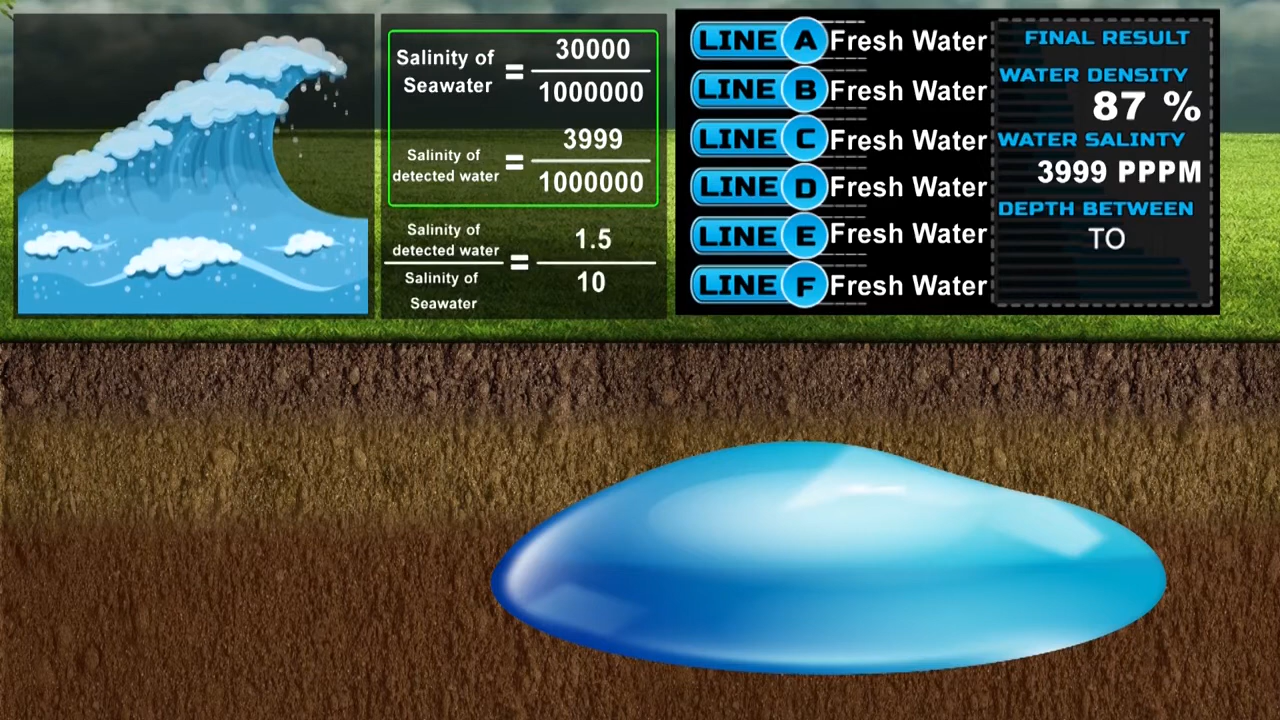 Salinity of
Seawater
=
30000
1000000
Salinity of
detected water
=
3999
1000000
Salinity of
detected water
Salinity of
Seawater
=
1.5
10
LINE A Fresh Water
LINE B Fresh Water
LINE C Fresh Water
LINE D Fresh Water
LINE E Fresh Water
LINE F Fresh Water
FINAL RESULT
WATER DENSITY
87 %
WATER SALINTY
3999 PPPM
DEPTH BETWEEN
TO